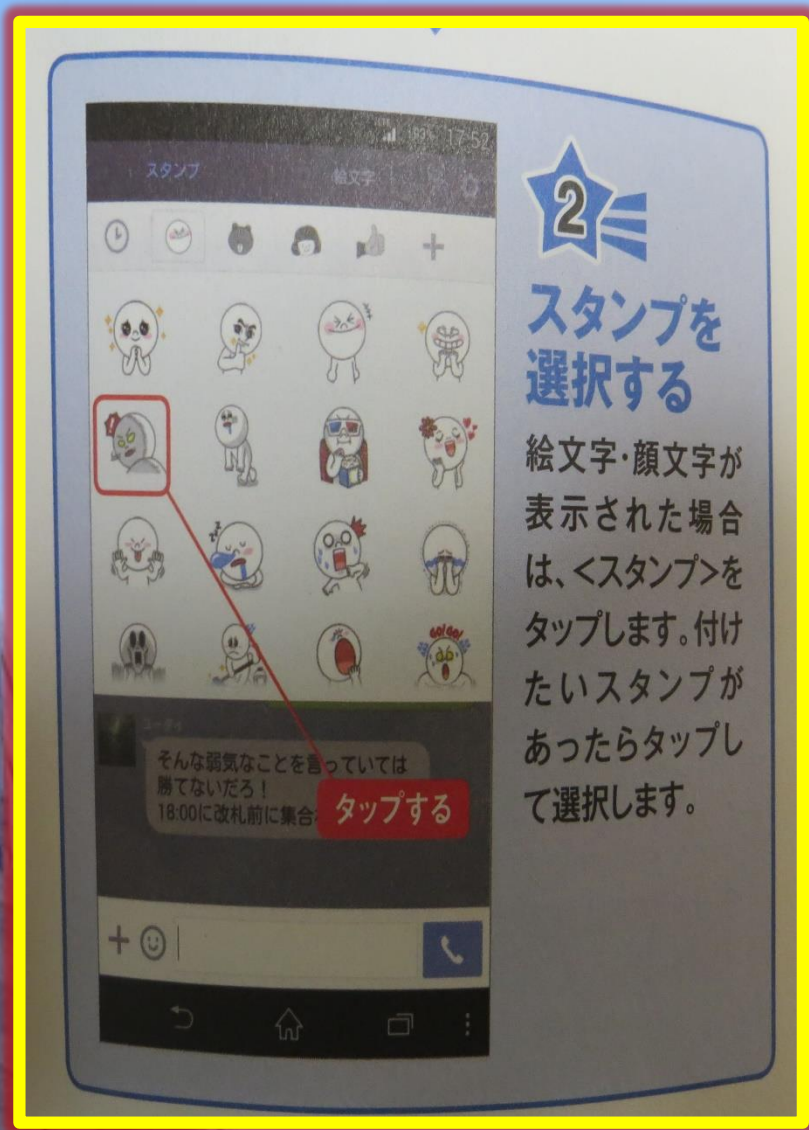 17:52
スタンプ
絵文字
2
スタンプを
選択する
絵文字・顔文字が
表示された場合
は、<スタンプ>を
タップします。付け
たいスタンプが
あったらタップし
て選択します。
GO!GO!
そんな弱気なことを言っていては
勝てないだろ！
18:00に改札前に集合
タップする